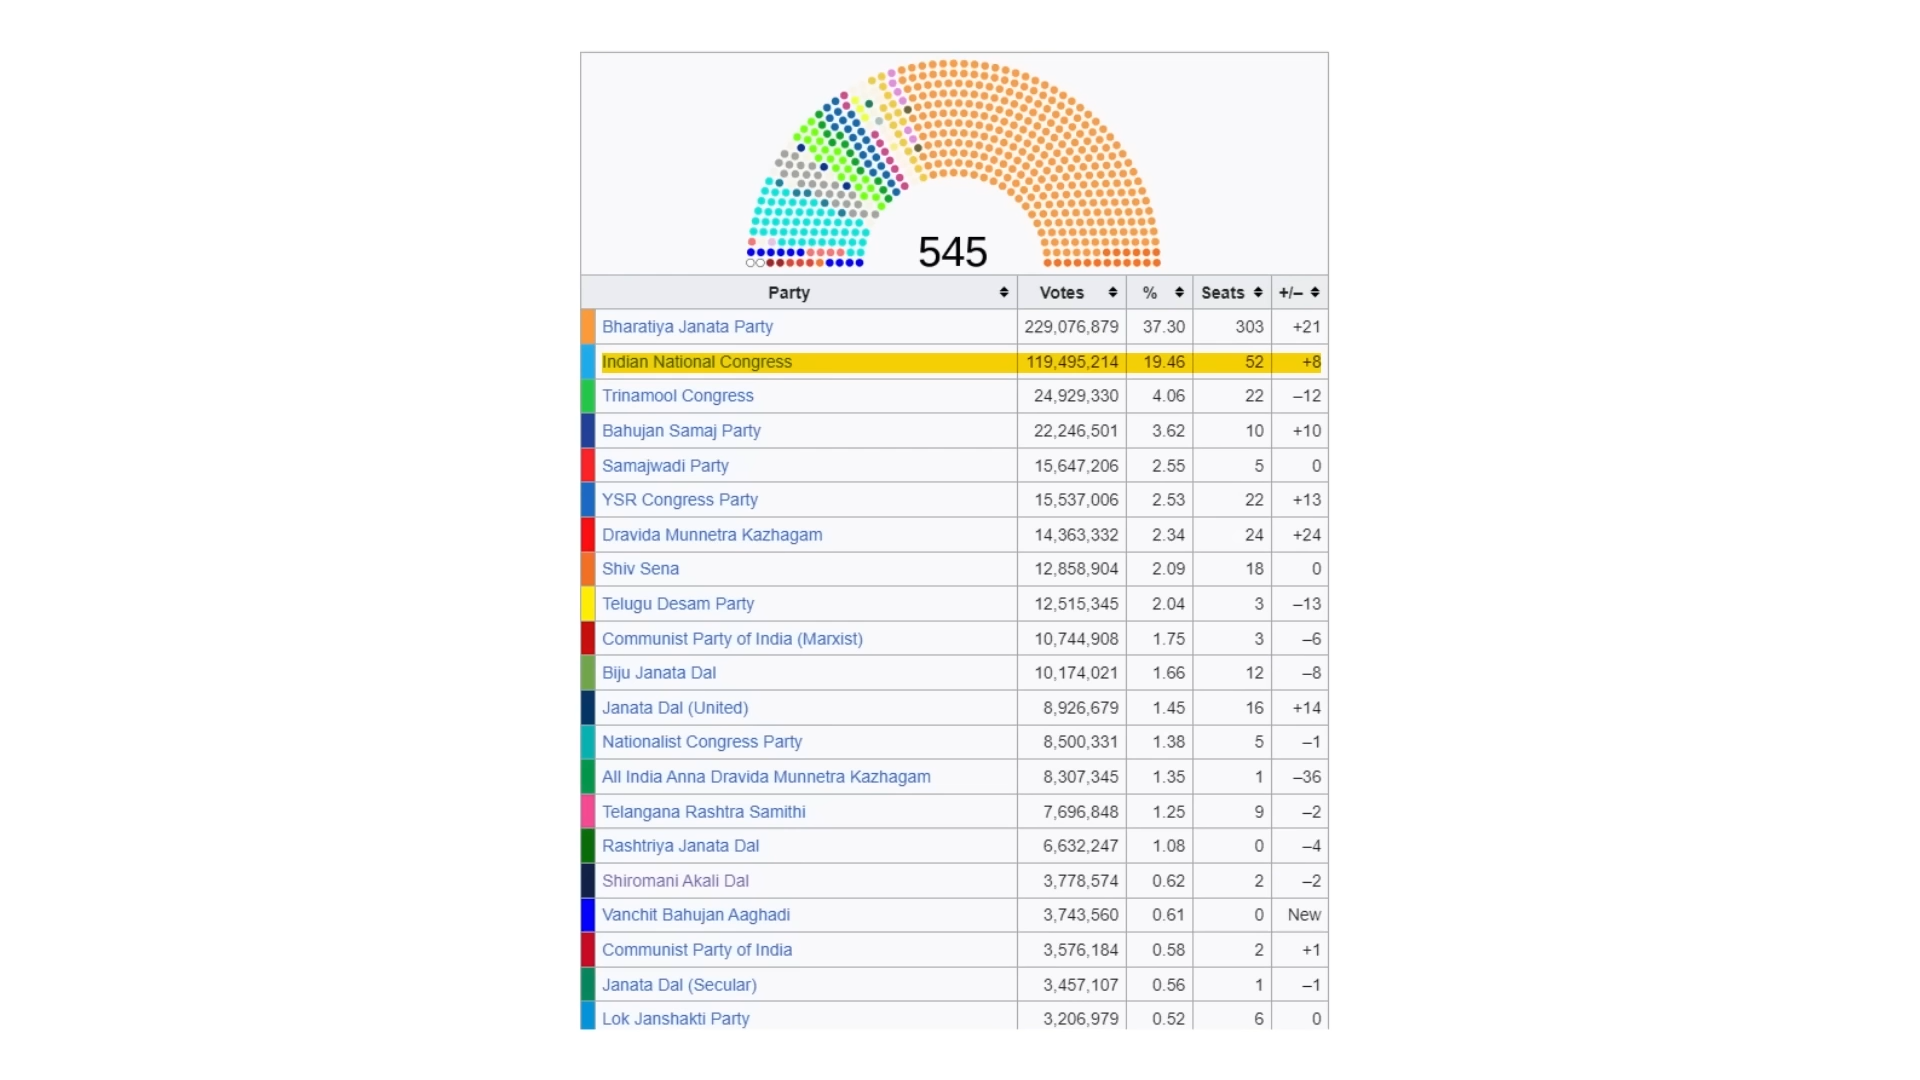 545
Party Votes % Seats +/–
Bharatiya Janata Party 229,076,879 37.30 303 +21
Indian National Congress 119,495,214 19.46 52 +8
Trinamool Congress 24,929,330 4.06 22 –12
Bahujan Samaj Party 22,246,501 3.62 10 +10
Samajwadi Party 15,647,206 2.55 5 0
YSR Congress Party 15,537,006 2.53 22 +13
Dravida Munnetra Kazhagam 14,363,332 2.34 24 +24
Shiv Sena 12,858,904 2.09 18 0
Telugu Desam Party 12,515,345 2.04 3 –13
Communist Party of India (Marxist) 10,744,908 1.75 3 –6
Biju Janata Dal 10,174,021 1.66 12 –8
Janata Dal (United) 8,926,679 1.45 16 +14
Nationalist Congress Party 8,500,331 1.38 5 –1
All India Anna Dravida Munnetra Kazhagam 8,307,345 1.35 1 –36
Telangana Rashtra Samithi 7,696,848 1.25 9 –2
Rashtriya Janata Dal 6,632,247 1.08 0 –4
Shiromani Akali Dal 3,778,574 0.62 2 –2
Vanchit Bahujan Aaghadi 3,743,560 0.61 0 New
Communist Party of India 3,576,184 0.58 2 +1
Janata Dal (Secular) 3,457,107 0.56 1 –1
Lok Janshakti Party 3,206,979 0.52 6 0